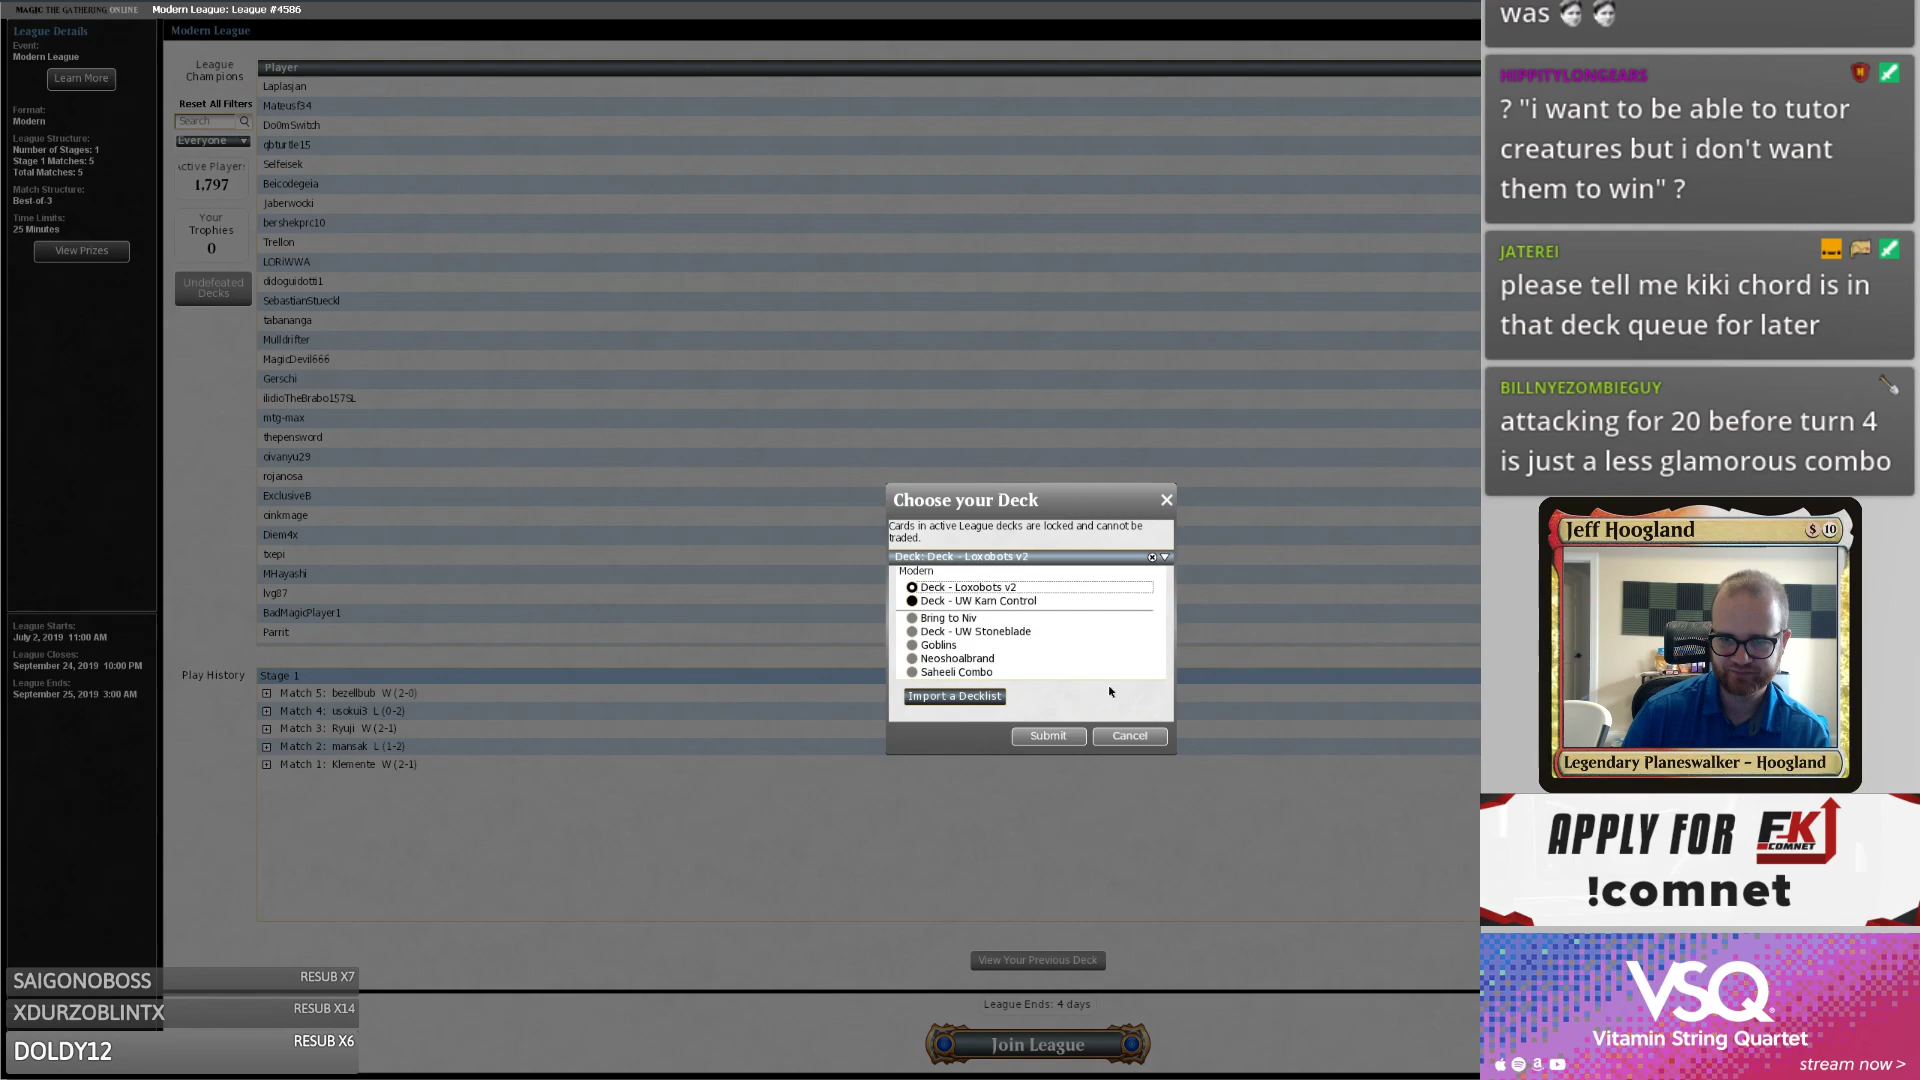 MAGIC THE GATHERING ONLINE
Modern League: League #4586
League Details
Event:
Modern League
Learn More
Format:
Modern
League Structure:
Number of Stages: 1
Stage 1 Matches: 5
Total Matches: 5
Match Structure:
Best-of-3
Time Limits:
25 Minutes
View Prizes
League Starts:
July 2, 2019 11:00 AM
League Closes:
September 24, 2019 10:00 PM
League Ends:
September 25, 2019 3:00 AM
Modern League
League
Champions
Reset All Filters
Search
Everyone
Active Players
1,797
Your
Trophies
0
Undefeated
Decks
Player
Laplasjan
Mateusf34
Do0mSwitch
qbturtle15
Selfeisek
Beicodegeia
Jaberwocki
bershekprc10
Trellon
LORiWWA
didoguidotti1
SebastianStueckl
tabananga
Mulldrifter
MagicDevil666
Gerschi
ilidioTheBrabo157SL
mtg-max
thepensword
oivanyu29
rojanosa
ExclusiveB
oinkmage
Diem4x
txepi
MHayashi
lvg87
BadMagicPlayer1
Parrit
Play History
Stage 1
Match 5: bezellbub W (2-0)
Match 4: usokui3 L (0-2)
Match 3: Ryuji W (2-1)
Match 2: mansak L (1-2)
Match 1: Klemente W (2-1)
Choose your Deck
Cards in active League decks are locked and cannot be
traded.
Deck: Deck - Loxobots v2
Modern
Deck - Loxobots v2
Deck - UW Karn Control
Bring to Niv
Deck - UW Stoneblade
Goblins
Neoshoalbrand
Saheeli Combo
Import a Decklist
Submit
Cancel
View Your Previous Deck
League Ends: 4 days
Join League
SAIGONOBOSS RESUB X7
XDURZOBLINTX RESUB X14
DOLDY12 RESUB X6
was
HIPPITYLONGEARS
? "i want to be able to tutor
creatures but i don't want
them to win" ?
JATEREI
please tell me kiki chord is in
that deck queue for later
BILLNYEZOMBIEGUY
attacking for 20 before turn 4
is just a less glamorous combo
Jeff Hoogland $ 10
Legendary Planeswalker – Hoogland
APPLY FOR F2K
COMNET
!comnet
VSQ
Vitamin String Quartet
stream now >